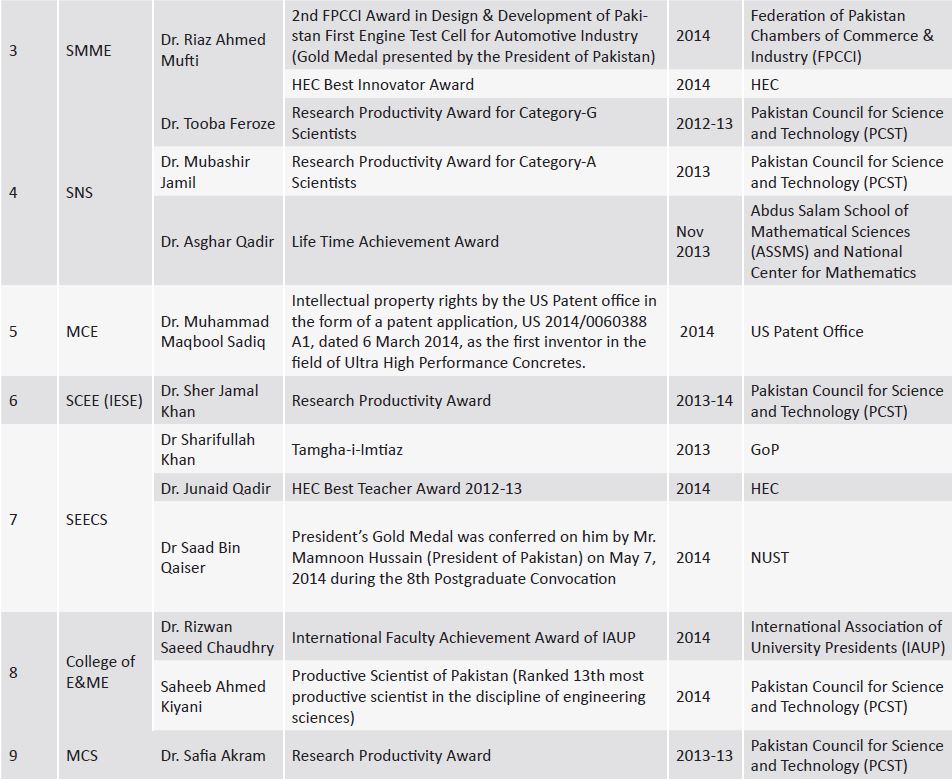 3 SMME Dr. Riaz Ahmed Mufti 2nd FPCCI Award in Design & Development of Paki-
stan First Engine Test Cell for Automotive Industry
(Gold Medal presented by the President of Pakistan) 2014 Federation of Pakistan
Chambers of Commerce &
Industry (FPCCI)
HEC Best Innovator Award 2014 HEC
4 SNS Dr. Tooba Feroze Research Productivity Award for Category-G
Scientists 2012-13 Pakistan Council for Science
and Technology (PCST)
Dr. Mubashir
Jamil Research Productivity Award for Category-A
Scientists 2013 Pakistan Council for Science
and Technology (PCST)
Dr. Asghar Qadir Life Time Achievement Award Nov
2013 Abdus Salam School of
Mathematical Sciences
(ASSMS) and National
Center for Mathematics
5 MCE Dr. Muhammad
Maqbool Sadiq Intellectual property rights by the US Patent office in
the form of a patent application, US 2014/0060388
A1, dated 6 March 2014, as the first inventor in the
field of Ultra High Performance Concretes. 2014 US Patent Office
6 SCEE (IESE) Dr. Sher Jamal
Khan Research Productivity Award 2013-14 Pakistan Council for Science
and Technology (PCST)
7 SEECS Dr Sharifullah
Khan Tamgha-i-Imtiaz 2013 GoP
Dr. Junaid Qadir HEC Best Teacher Award 2012-13 2014 HEC
Dr Saad Bin
Qaiser President’s Gold Medal was conferred on him by Mr.
Mamnoon Hussain (President of Pakistan) on May 7,
2014 during the 8th Postgraduate Convocation 2014 NUST
8 College of
E&ME Dr. Rizwan
Saeed Chaudhry International Faculty Achievement Award of IAUP 2014 International Association of
University Presidents (IAUP)
Saheeb Ahmed
Kiyani Productive Scientist of Pakistan (Ranked 13th most
productive scientist in the discipline of engineering
sciences) 2014 Pakistan Council for Science
and Technology (PCST)
9 MCS Dr. Safia Akram Research Productivity Award 2013-13 Pakistan Council for Science
and Technology (PCST)